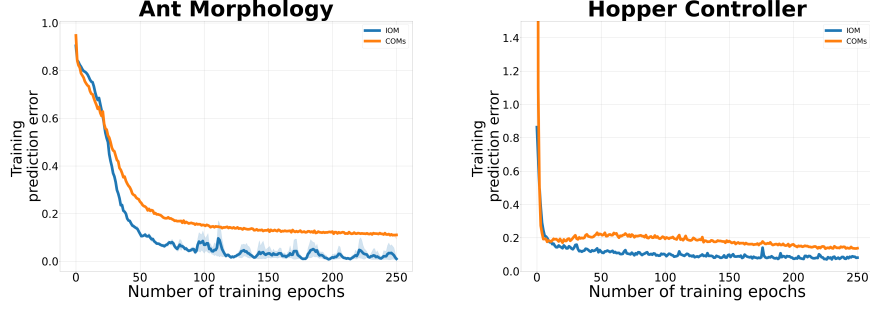 Ant Morphology
Training
prediction error
1.0
0.8
0.6
0.4
0.2
0.0
IOM
COMs
0
50
100
150
200
250
Number of training epochs
Hopper Controller
Training
prediction error
1.4
1.2
1.0
0.8
0.6
0.4
0.2
0.0
IOM
COMs
0
50
100
150
200
250
Number of training epochs